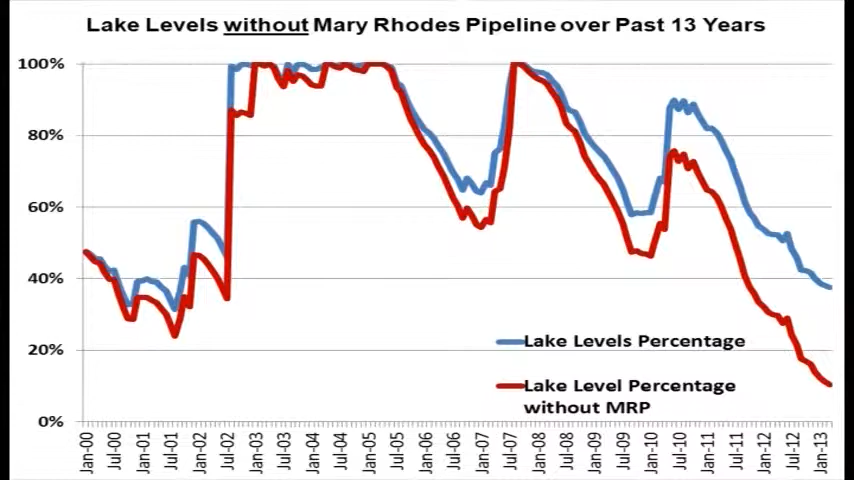 Lake Levels without Mary Rhodes Pipeline over Past 13 Years
100%
80%
60%
40%
20%
0%
Lake Levels Percentage
Lake Level Percentage
without MRP
Jan-00
Jul-00
Jan-01
Jul-01
Jan-02
Jul-02
Jan-03
Jul-03
Jan-04
Jul-04
Jan-05
Jul-05
Jan-06
Jul-06
Jan-07
Jul-07
Jan-08
Jul-08
Jan-09
Jul-09
Jan-10
Jul-10
Jan-11
Jul-11
Jan-12
Jul-12
Jan-13